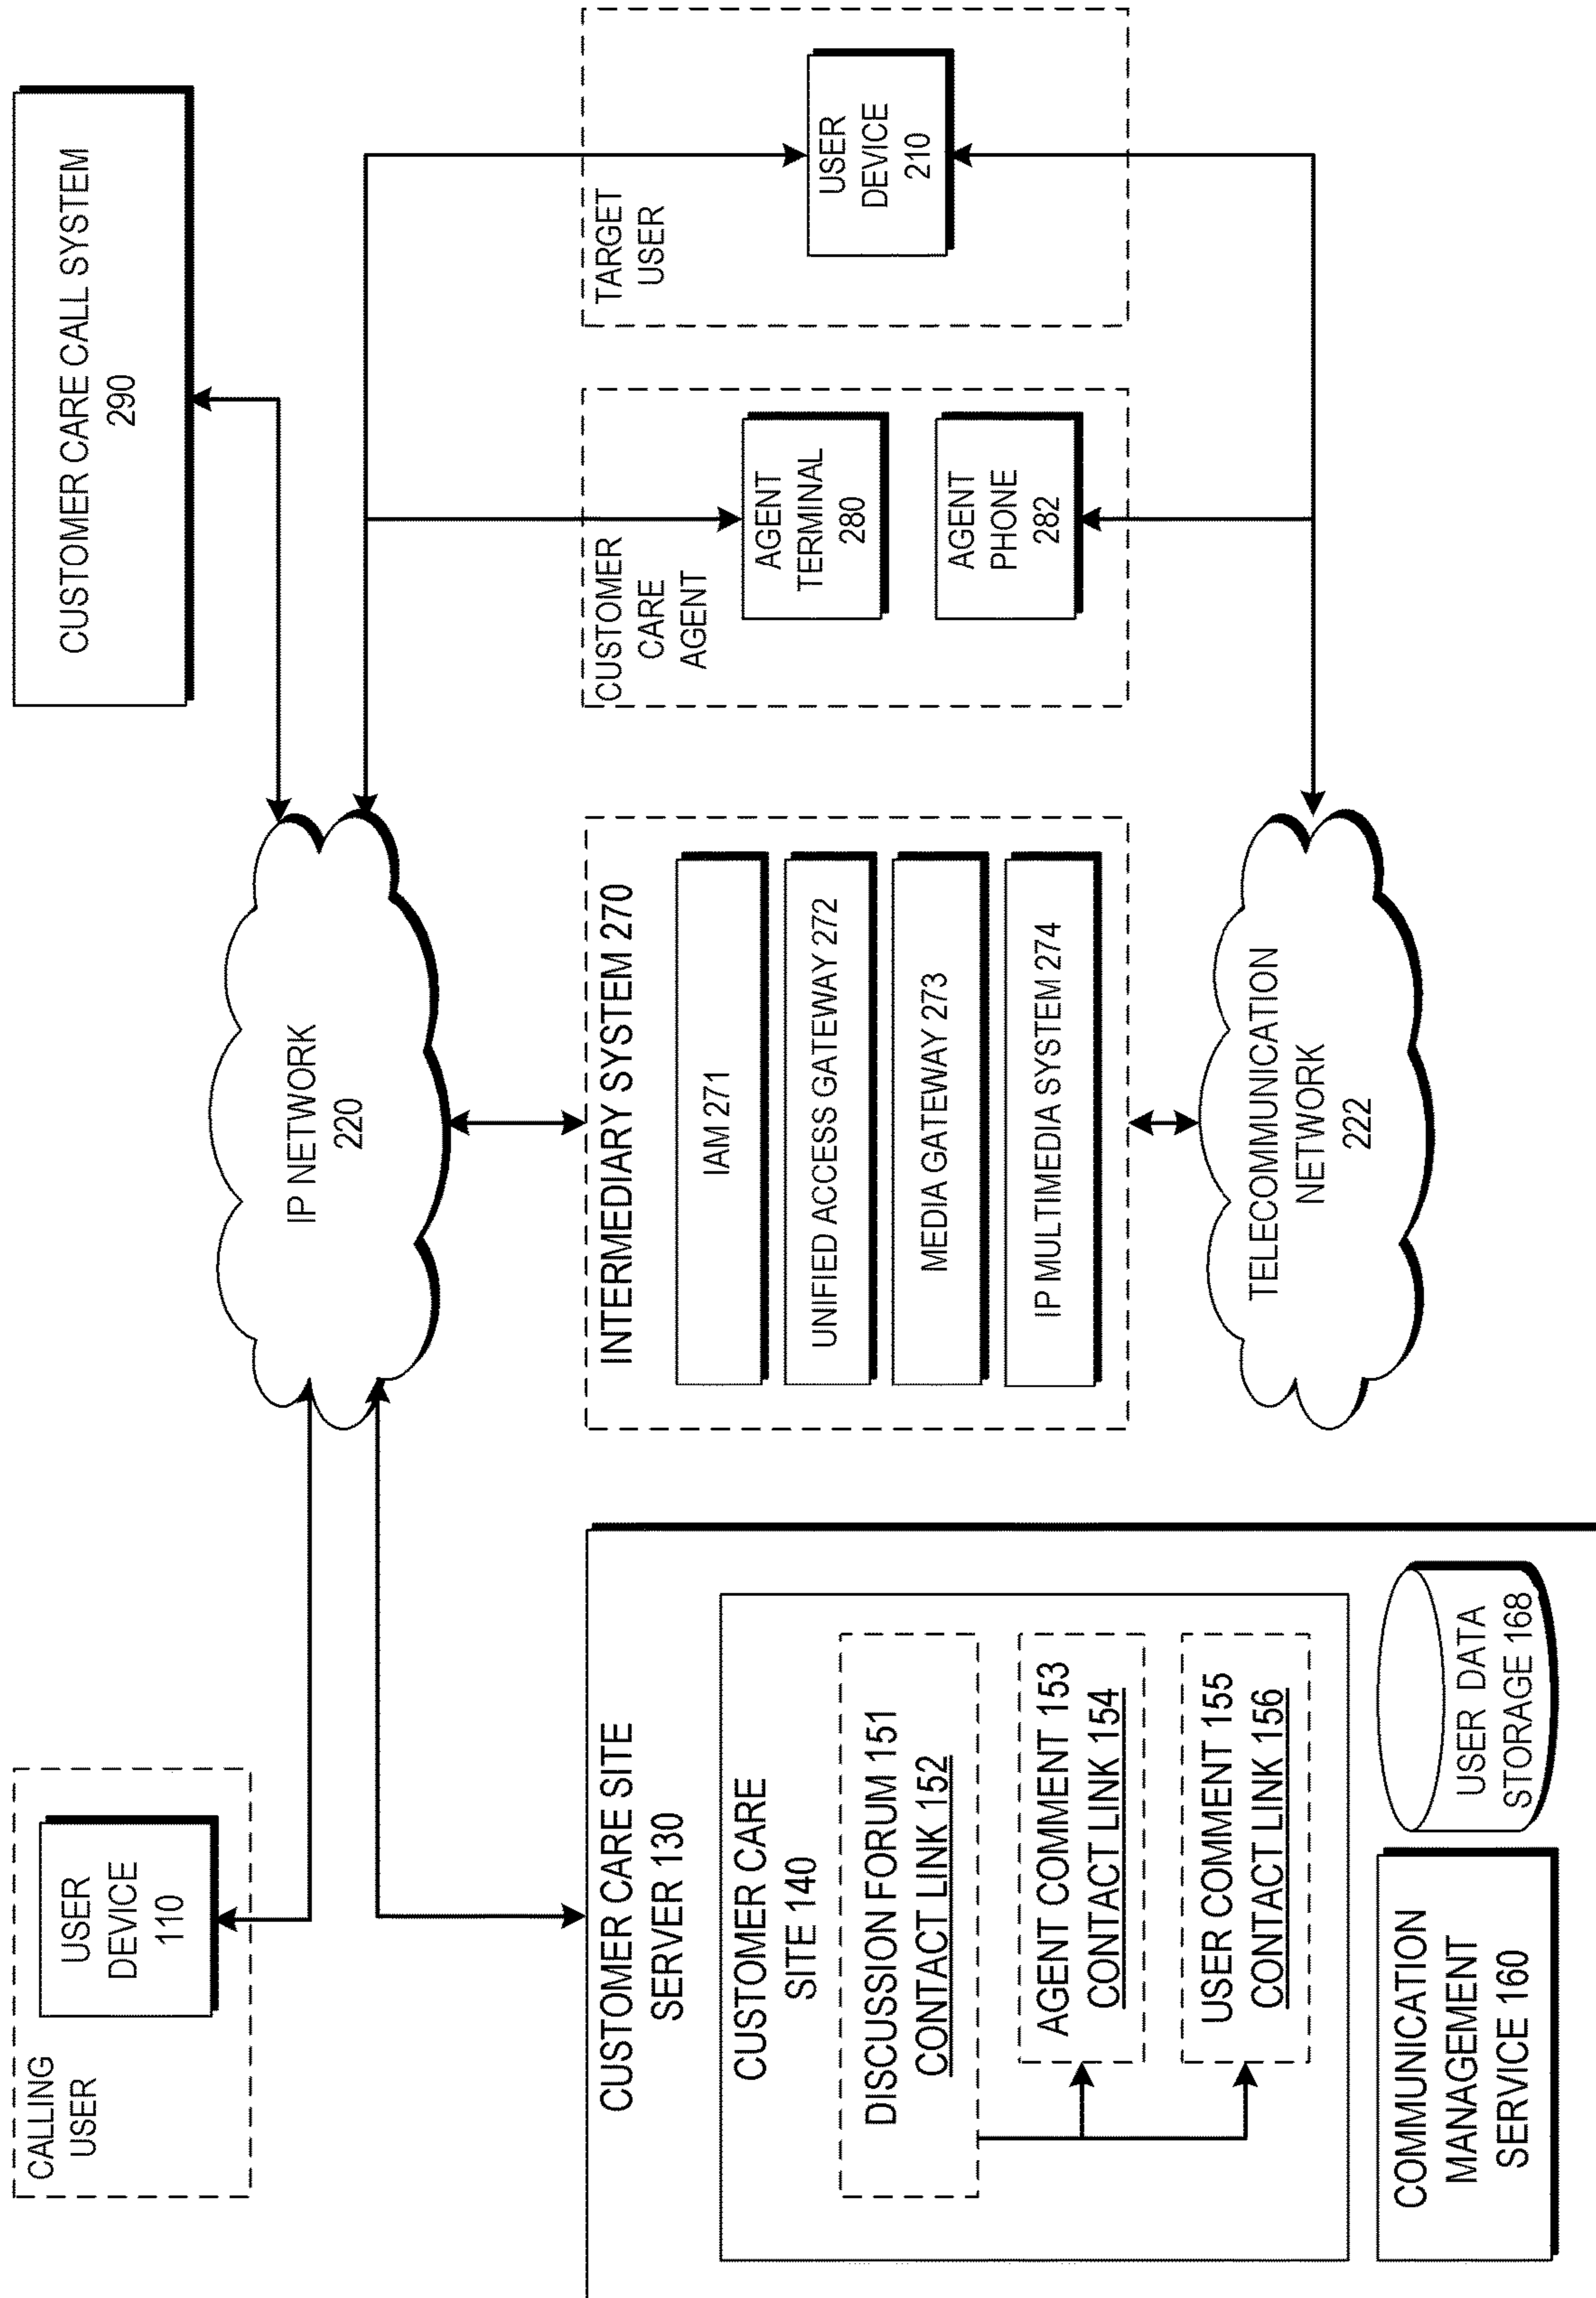 CALLING
USER
USER
DEVICE
110
CUSTOMER CARE CALL SYSTEM
290
IP NETWORK
220
CUSTOMER CARE SITE
SERVER 130
CUSTOMER CARE
SITE 140
DISCUSSION FORUM 151
CONTACT LINK 152
AGENT COMMENT 153
CONTACT LINK 154
USER COMMENT 155
CONTACT LINK 156
COMMUNICATION
MANAGEMENT
SERVICE 160
USER DATA
STORAGE 168
INTERMEDIARY SYSTEM 270
IAM 271
UNIFIED ACCESS GATEWAY 272
MEDIA GATEWAY 273
IP MULTIMEDIA SYSTEM 274
TELECOMMUNICATION
NETWORK
222
CUSTOMER
CARE
AGENT
AGENT
TERMINAL
280
AGENT
PHONE
282
TARGET
USER
USER
DEVICE
210